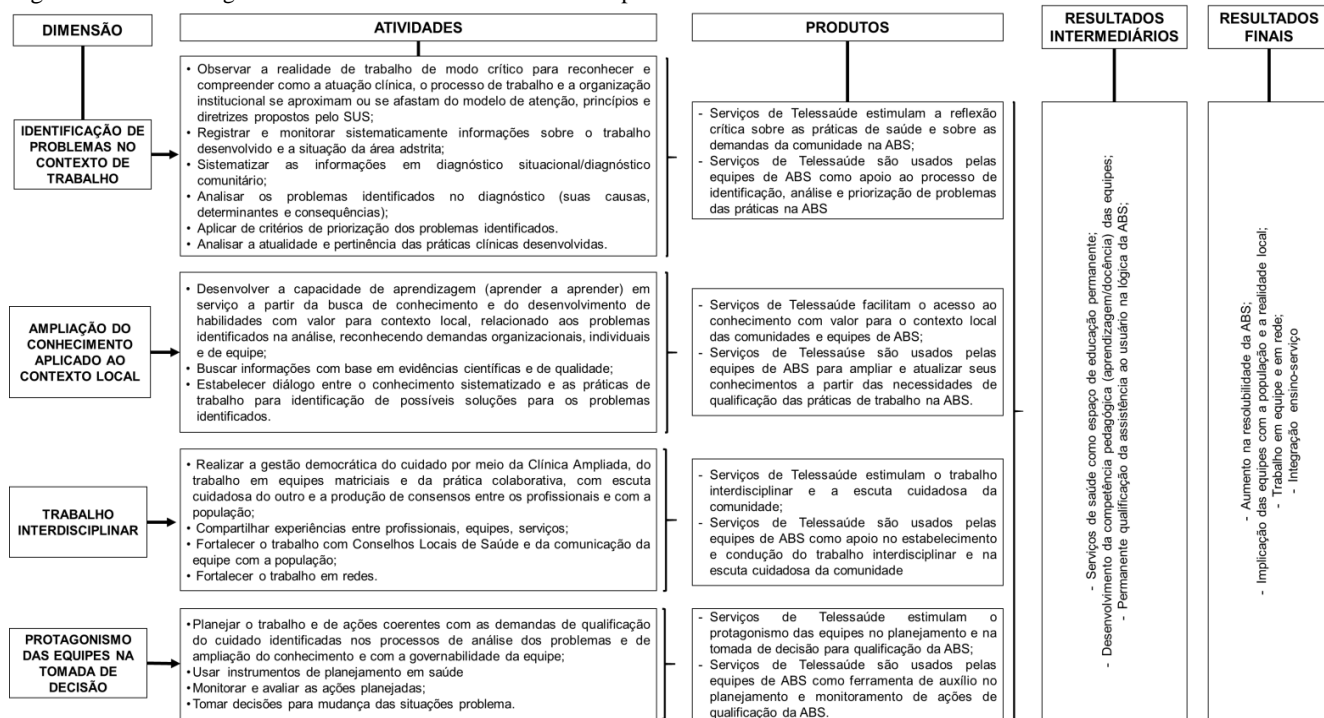 DIMENSÃO
ATIVIDADES
PRODUTOS
RESULTADOS
INTERMEDIÁRIOS
RESULTADOS
FINAIS
IDENTIFICAÇÃO DE
PROBLEMAS NO
CONTEXTO DE
TRABALHO
• Observar a realidade de trabalho de modo crítico para reconhecer e
compreender como a atuação clínica, o processo de trabalho e a organização
institucional se aproximam ou se afastam do modelo de atenção, princípios e
diretrizes propostos pelo SUS;
• Registrar e monitorar sistematicamente informações sobre o trabalho
desenvolvido e a situação da área adstrita;
• Sistematizar as informações em diagnóstico situacional/diagnóstico
comunitário;
• Analisar os problemas identificados no diagnóstico (suas causas,
determinantes e consequências);
• Aplicar de critérios de priorização dos problemas identificados.
• Analisar a atualidade e pertinência das práticas clínicas desenvolvidas.
- Serviços de Telessaúde estimulam a reflexão
crítica sobre as práticas de saúde e sobre as
demandas da comunidade na ABS;
- Serviços de Telessaúde são usados pelas
equipes de ABS como apoio ao processo de
identificação, análise e priorização de problemas
das práticas na ABS
AMPLIAÇÃO DO
CONHECIMENTO
APLICADO AO
CONTEXTO LOCAL
• Desenvolver a capacidade de aprendizagem (aprender a aprender) em
serviço a partir da busca de conhecimento e do desenvolvimento de
habilidades com valor para contexto local, relacionado aos problemas
identificados na análise, reconhecendo demandas organizacionais, individuais
e de equipe;
• Buscar informações com base em evidências científicas e de qualidade;
• Estabelecer diálogo entre o conhecimento sistematizado e as práticas de
trabalho para identificação de possíveis soluções para os problemas
identificados.
- Serviços de Telessaúde facilitam o acesso ao
conhecimento com valor para o contexto local
das comunidades e equipes de ABS;
- Serviços de Telessaúse são usados pelas
equipes de ABS para ampliar e atualizar seus
conhecimentos a partir das necessidades de
qualificação das práticas de trabalho na ABS.
TRABALHO
INTERDISCIPLINAR
• Realizar a gestão democrática do cuidado por meio da Clínica Ampliada, do
trabalho em equipes matriciais e da prática colaborativa, com escuta
cuidadosa do outro e a produção de consensos entre os profissionais e com a
população;
• Compartilhar experiências entre profissionais, equipes, serviços;
• Fortalecer o trabalho com Conselhos Locais de Saúde e da comunicação da
equipe com a população;
• Fortalecer o trabalho em redes.
- Serviços de Telessaúde estimulam o trabalho
interdisciplinar e a escuta cuidadosa da
comunidade;
- Serviços de Telessaúde são usados pelas
equipes de ABS como apoio no estabelecimento
e condução do trabalho interdisciplinar e na
escuta cuidadosa da comunidade
PROTAGONISMO
DAS EQUIPES NA
TOMADA DE
DECISÃO
•Planejar o trabalho e de ações coerentes com as demandas de qualificação
do cuidado identificadas nos processos de análise dos problemas e de
ampliação do conhecimento e com a governabilidade da equipe;
•Usar instrumentos de planejamento em saúde
•Monitorar e avaliar as ações planejadas;
•Tomar decisões para mudança das situações problema.
- Serviços de Telessaúde estimulam o
protagonismo das equipes no planejamento e na
tomada de decisão para qualificação da ABS;
- Serviços de Telessaúde são usados pelas
equipes de ABS como ferramenta de auxílio no
planejamento e monitoramento de ações de
qualificação da ABS.
- Serviços de saúde como espaço de educação permanente;
- Desenvolvimento da competência pedagógica (aprendizagem/docência) das equipes;
- Permanente qualificação da assistência ao usuário na lógica da ABS;
- Aumento na resolubilidade da ABS;
- Implicação das equipes com a população e a realidade local;
- Trabalho em equipe e em rede;
- Integração ensino-serviço